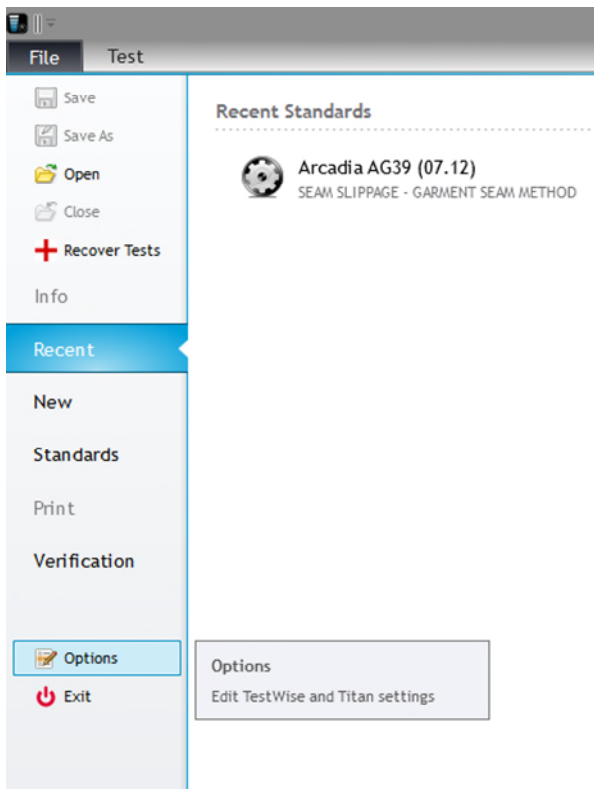 File Test
Save
Save As
Open
Close
Recover Tests
Info
Recent
New
Standards
Print
Verification
Options
Exit
Recent Standards
Arcadia AG39 (07.12)
SEAM SLIPPAGE - GARMENT SEAM METHOD
Options
Edit TestWise and Titan settings